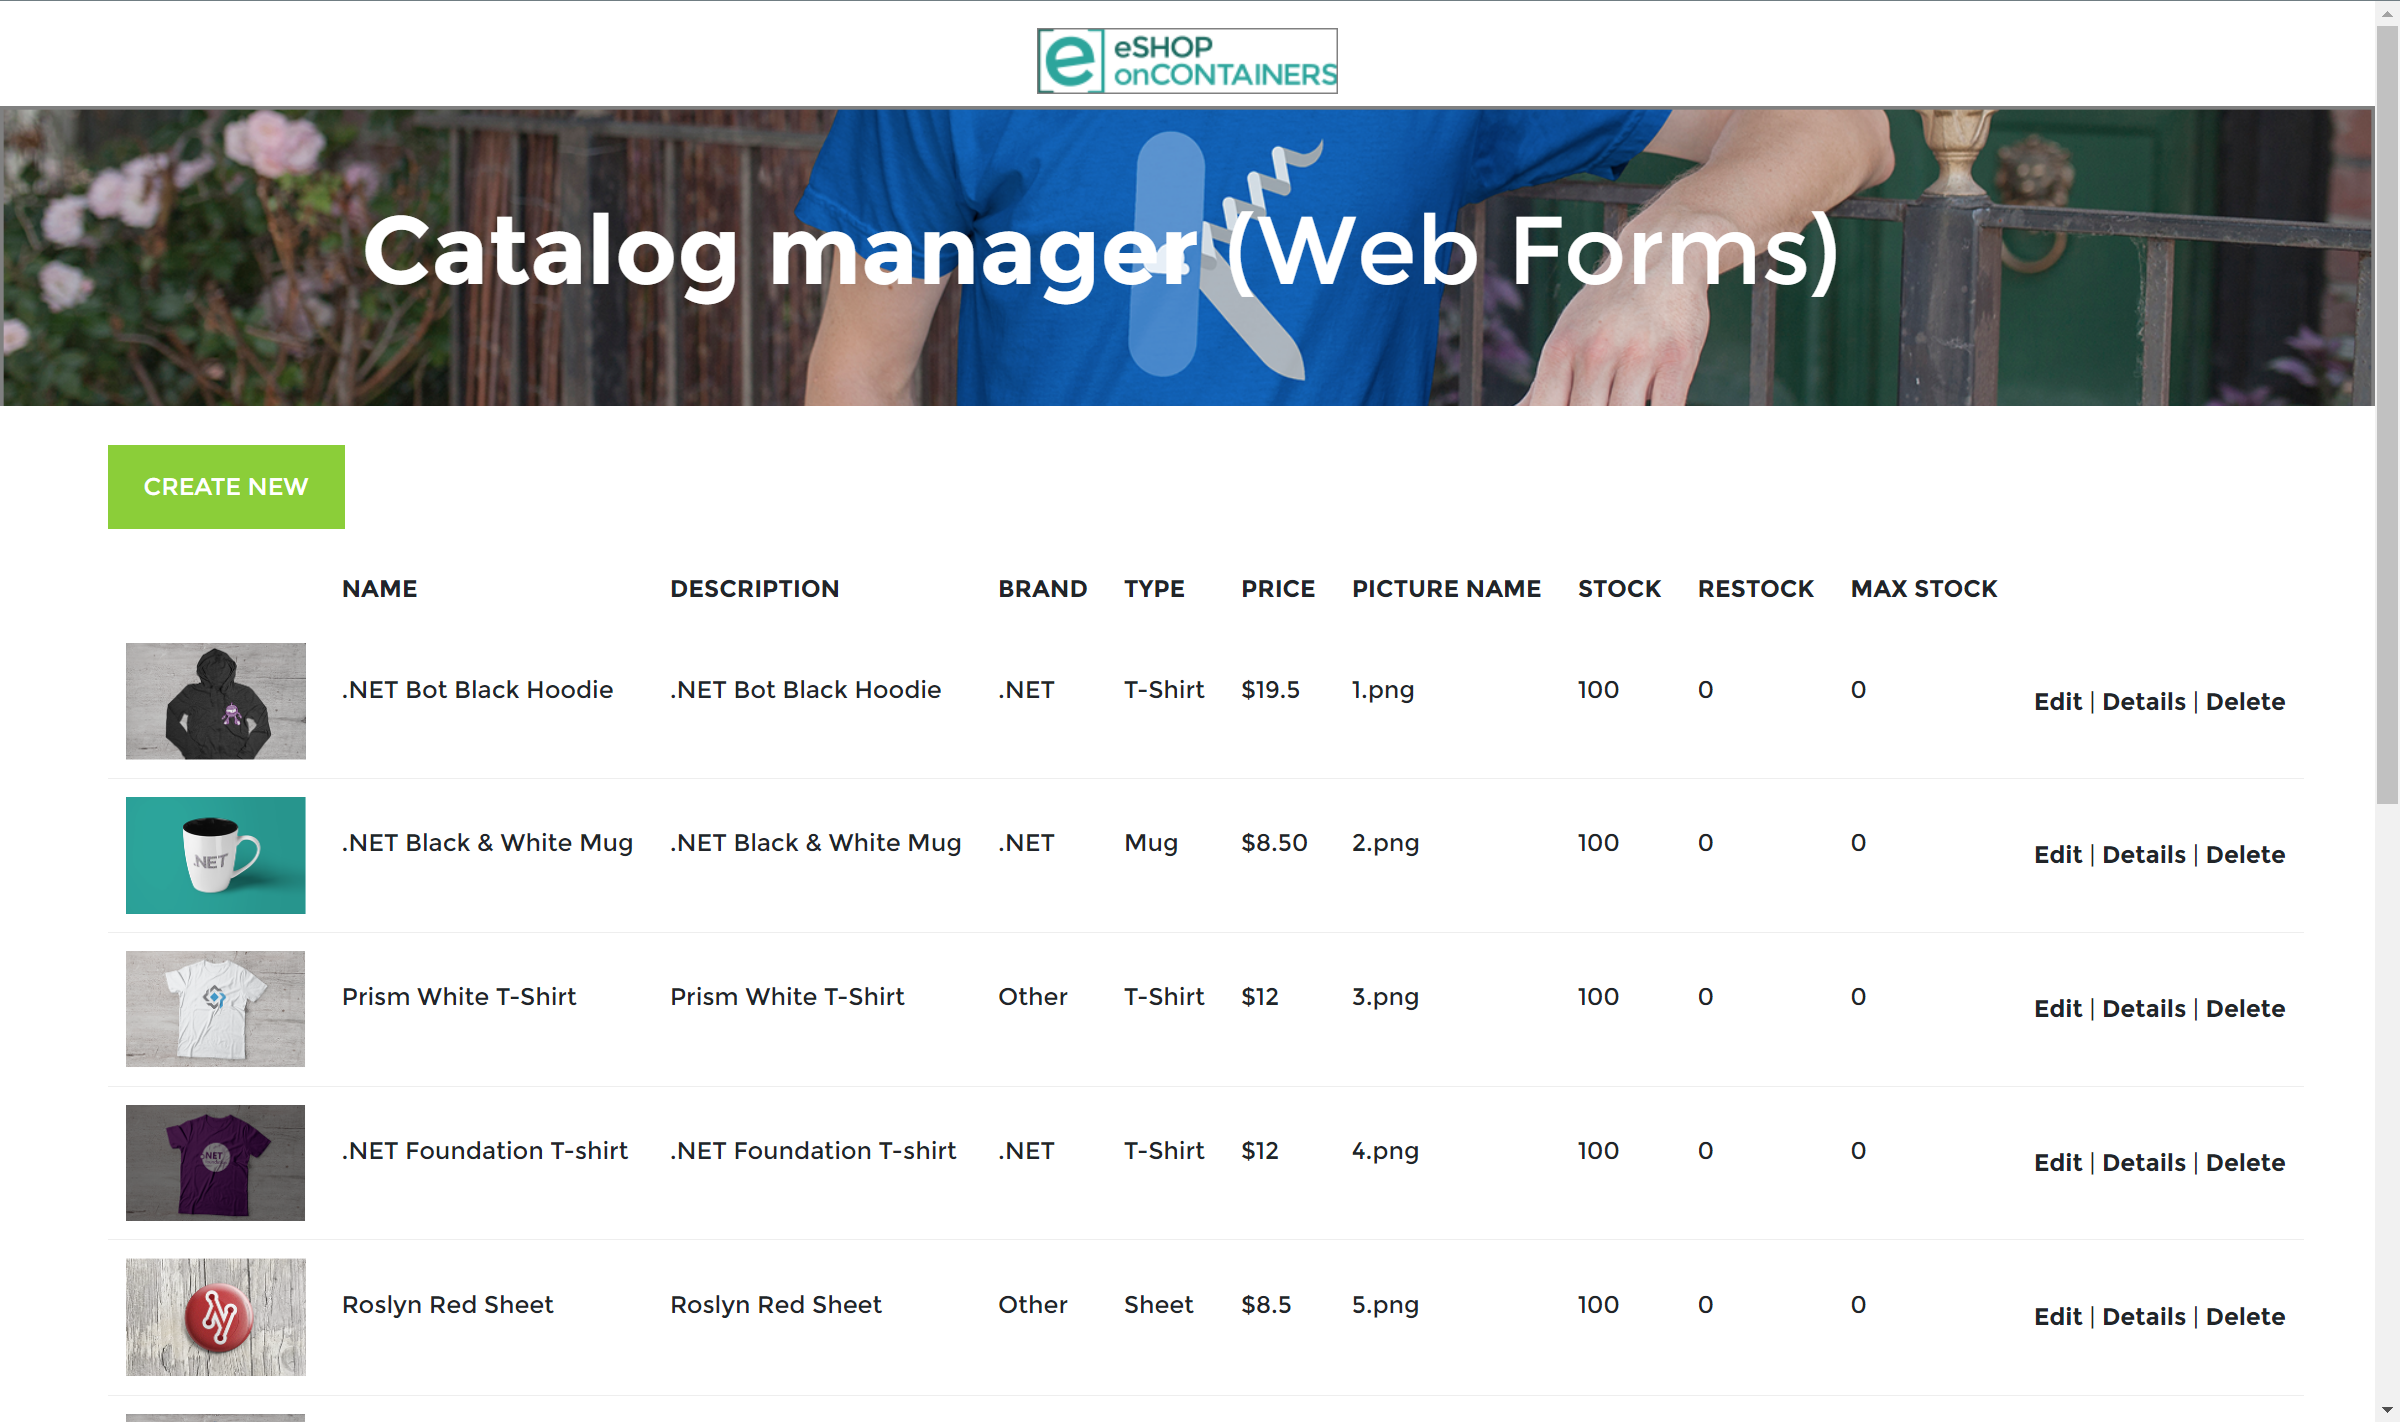 eSHOP
onCONTAINERS
Catalog manager (Web Forms)
CREATE NEW
NAME DESCRIPTION BRAND TYPE PRICE PICTURE NAME STOCK RESTOCK MAX STOCK
.NET Bot Black Hoodie .NET Bot Black Hoodie .NET T-Shirt $19.5 1.png 100 0 0 Edit | Details | Delete
.NET
.NET Black & White Mug .NET Black & White Mug .NET Mug $8.50 2.png 100 0 0 Edit | Details | Delete
Prism White T-Shirt Prism White T-Shirt Other T-Shirt $12 3.png 100 0 0 Edit | Details | Delete
.NET
.NET Foundation T-shirt .NET Foundation T-shirt .NET T-Shirt $12 4.png 100 0 0 Edit | Details | Delete
Roslyn Red Sheet Roslyn Red Sheet Other Sheet $8.5 5.png 100 0 0 Edit | Details | Delete